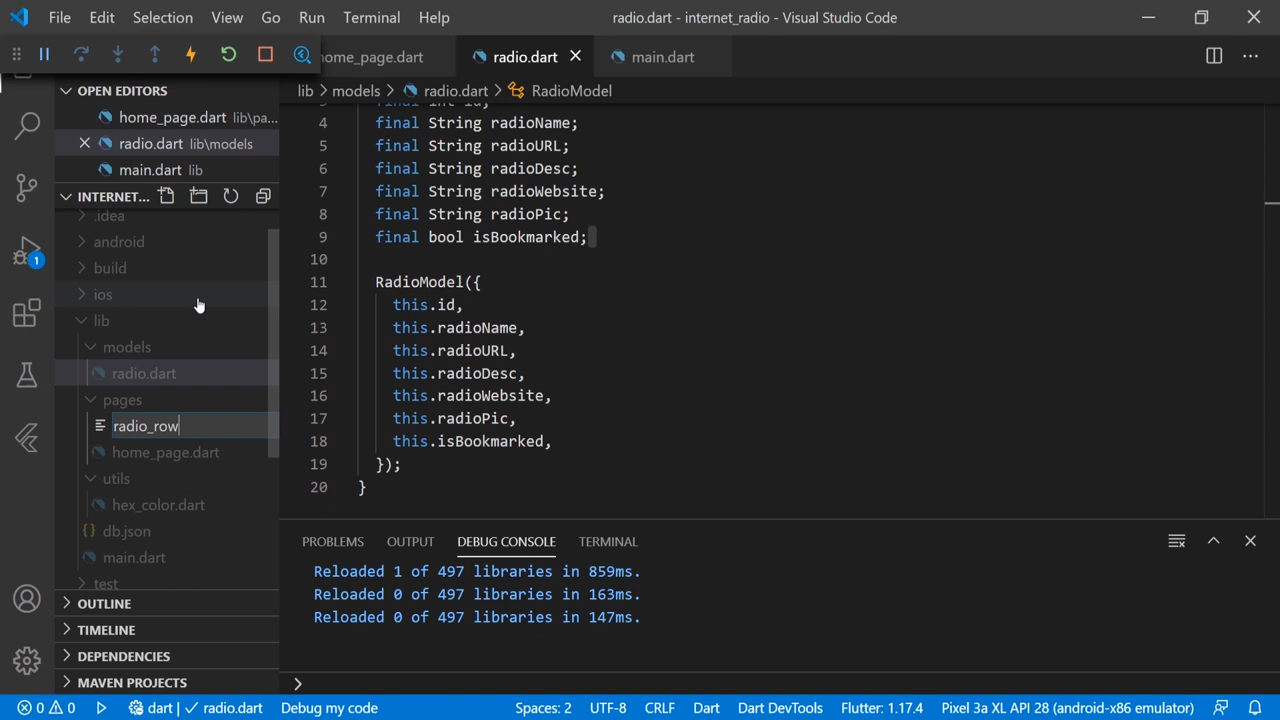 File Edit Selection View Go Run Terminal Help
radio.dart - internet_radio - Visual Studio Code
home_page.dart
radio.dart
main.dart
OPEN EDITORS
home_page.dart lib\pa...
radio.dart lib\models
main.dart lib
INTERNET...
.idea
android
build
ios
lib
models
radio.dart
pages
radio_row
home_page.dart
utils
hex_color.dart
db.json
main.dart
test
OUTLINE
TIMELINE
DEPENDENCIES
MAVEN PROJECTS
1
lib > models > radio.dart > RadioModel
3 final int id;
4 final String radioName;
5 final String radioURL;
6 final String radioDesc;
7 final String radioWebsite;
8 final String radioPic;
9 final bool isBookmarked;
10
11 RadioModel({
12 this.id,
13 this.radioName,
14 this.radioURL,
15 this.radioDesc,
16 this.radioWebsite,
17 this.radioPic,
18 this.isBookmarked,
19 });
20 }
PROBLEMS OUTPUT DEBUG CONSOLE TERMINAL
Reloaded 1 of 497 libraries in 859ms.
Reloaded 0 of 497 libraries in 163ms.
Reloaded 0 of 497 libraries in 147ms.
0 0 dart | radio.dart Debug my code Spaces: 2 UTF-8 CRLF Dart Dart DevTools Flutter: 1.17.4 Pixel 3a XL API 28 (android-x86 emulator)